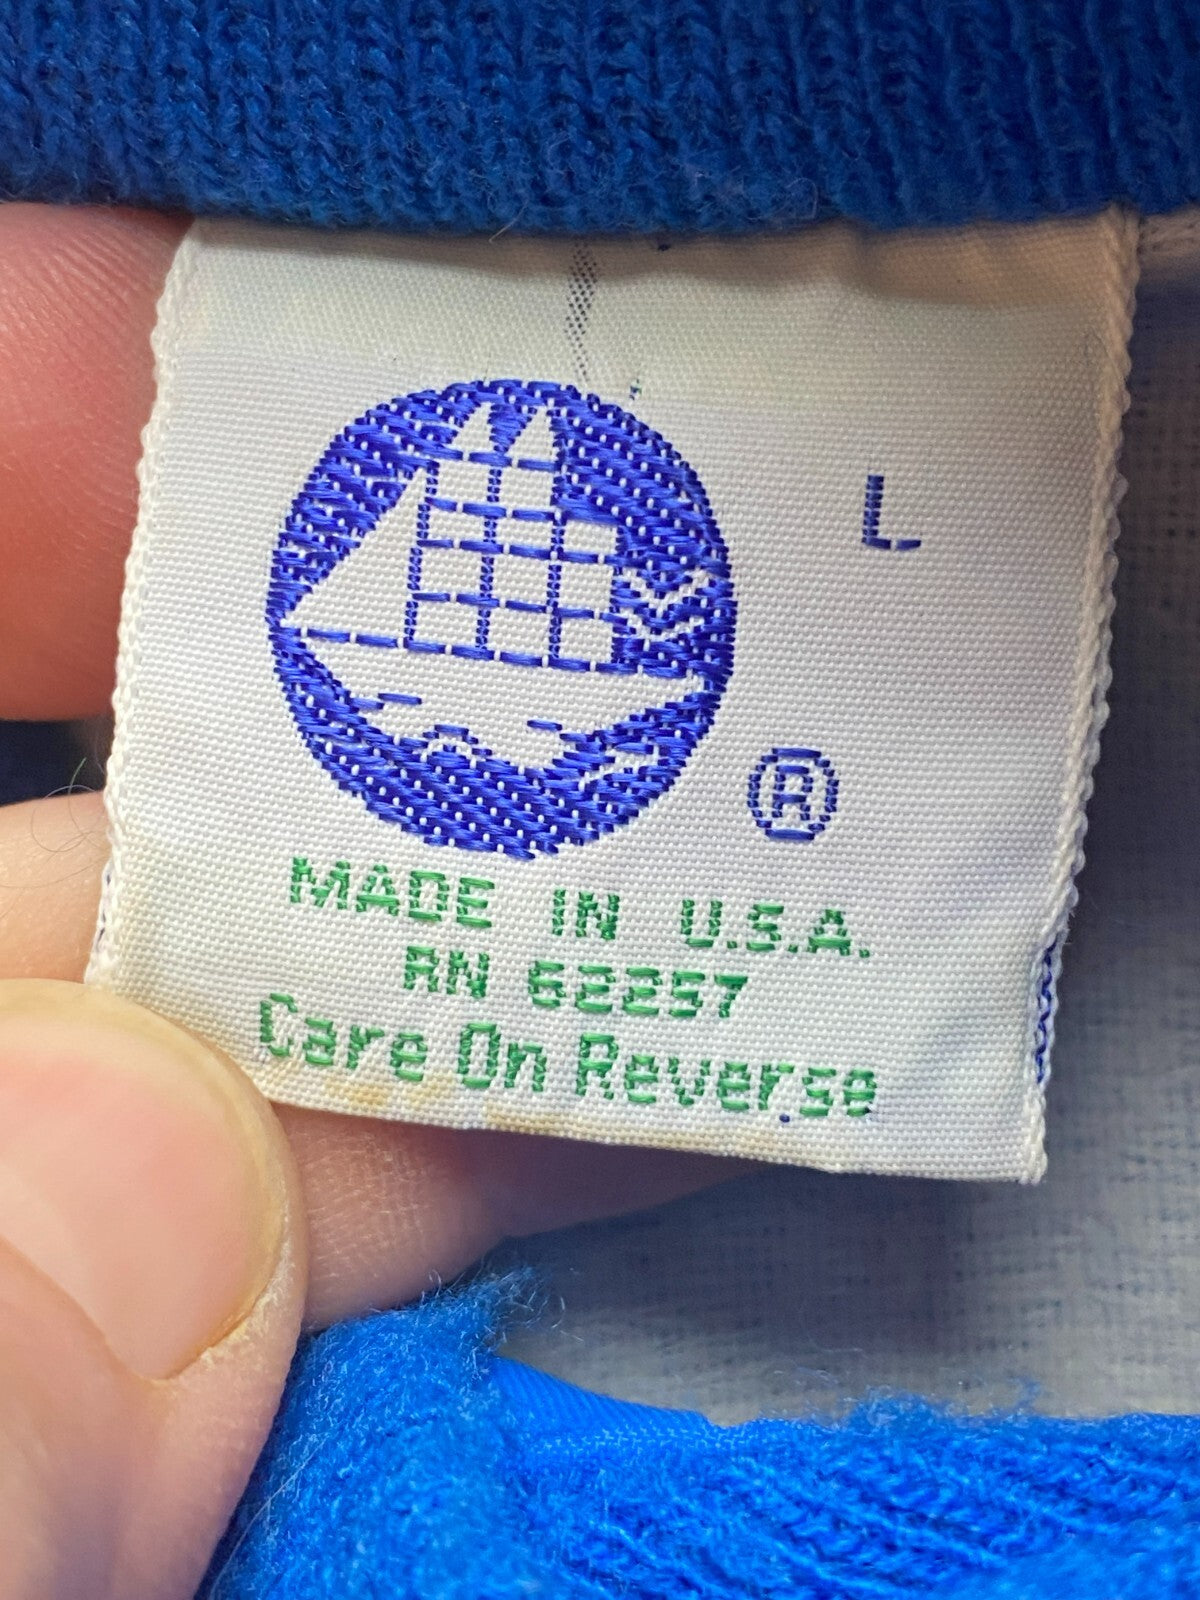 L
®
MADE IN U.S.A.
RN 62257
Care On Reverse